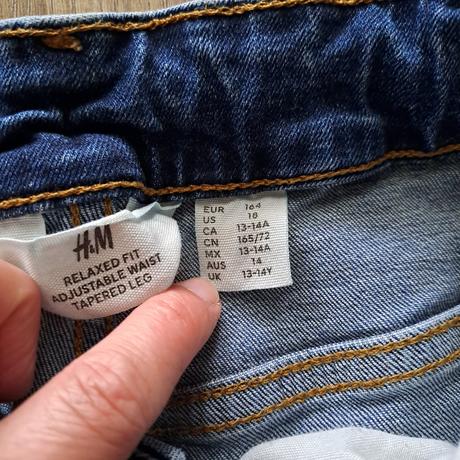 H&M
RELAXED FIT
ADJUSTABLE WAIST
TAPERED LEG
EUR 164
US 18
CA 13-14A
CN 165/72
MX 13-14A
AUS 14
UK 13-14Y